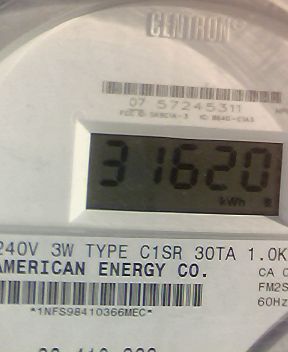 CENTRON®
07 57245311
31620
kWh
240V 3W TYPE C1SR 30TA 1.0K
AMERICAN ENERGY CO.
CA
FM2S
60Hz
*1NFS98410366MEC*